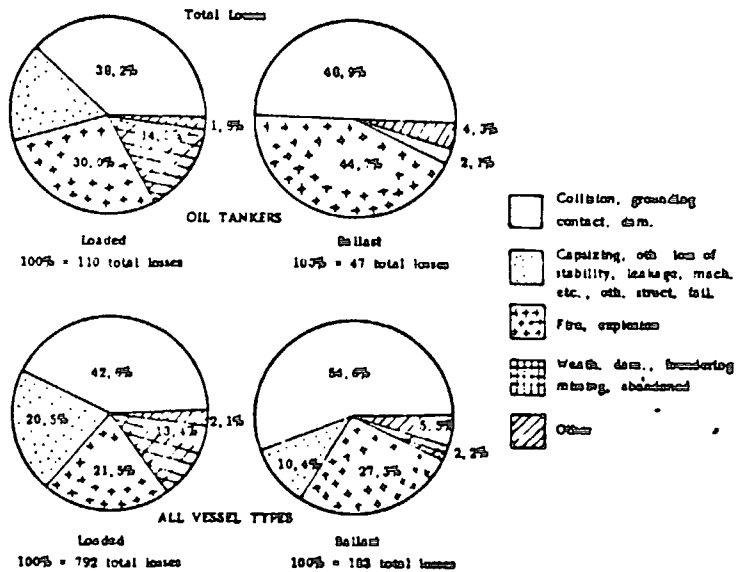 Total Losses
38,2%
1,9%
14,
30,0%
48,9%
4,3%
2,1%
44,7%
OIL TANKERS
Loaded
100% = 110 total losses
Ballast
100% = 47 total losses
Collision, grounding
contact, dam.
Capsizing, oth. loss of
stability, leakage, mach.
etc., oth. struct. fail.
Fire, explosion
Weath. dam., foundering
missing, abandoned
Other
42,4%
20,5%
2,1%
13,4%
21,5%
54,6%
5,5%
2,2%
10,4%
27,3%
ALL VESSEL TYPES
Loaded
100% = 792 total losses
Ballast
100% = 183 total losses